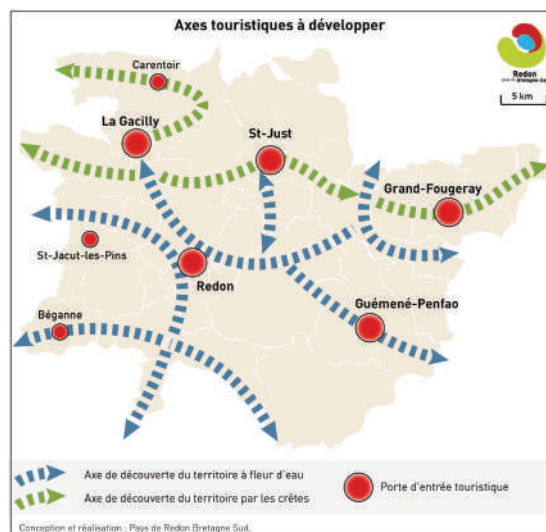 Axes touristiques à développer
Redon
5 km
Carentoir
La Gacilly
St-Just
Grand-Fougeray
St-Jacut-les-Pins
Redon
Guémené-Penfao
Béganne
Axe de découverte du territoire à fleur d'eau
Axe de découverte du territoire par les crêtes
Porte d'entrée touristique
Conception et réalisation : Pays de Redon Bretagne Sud.